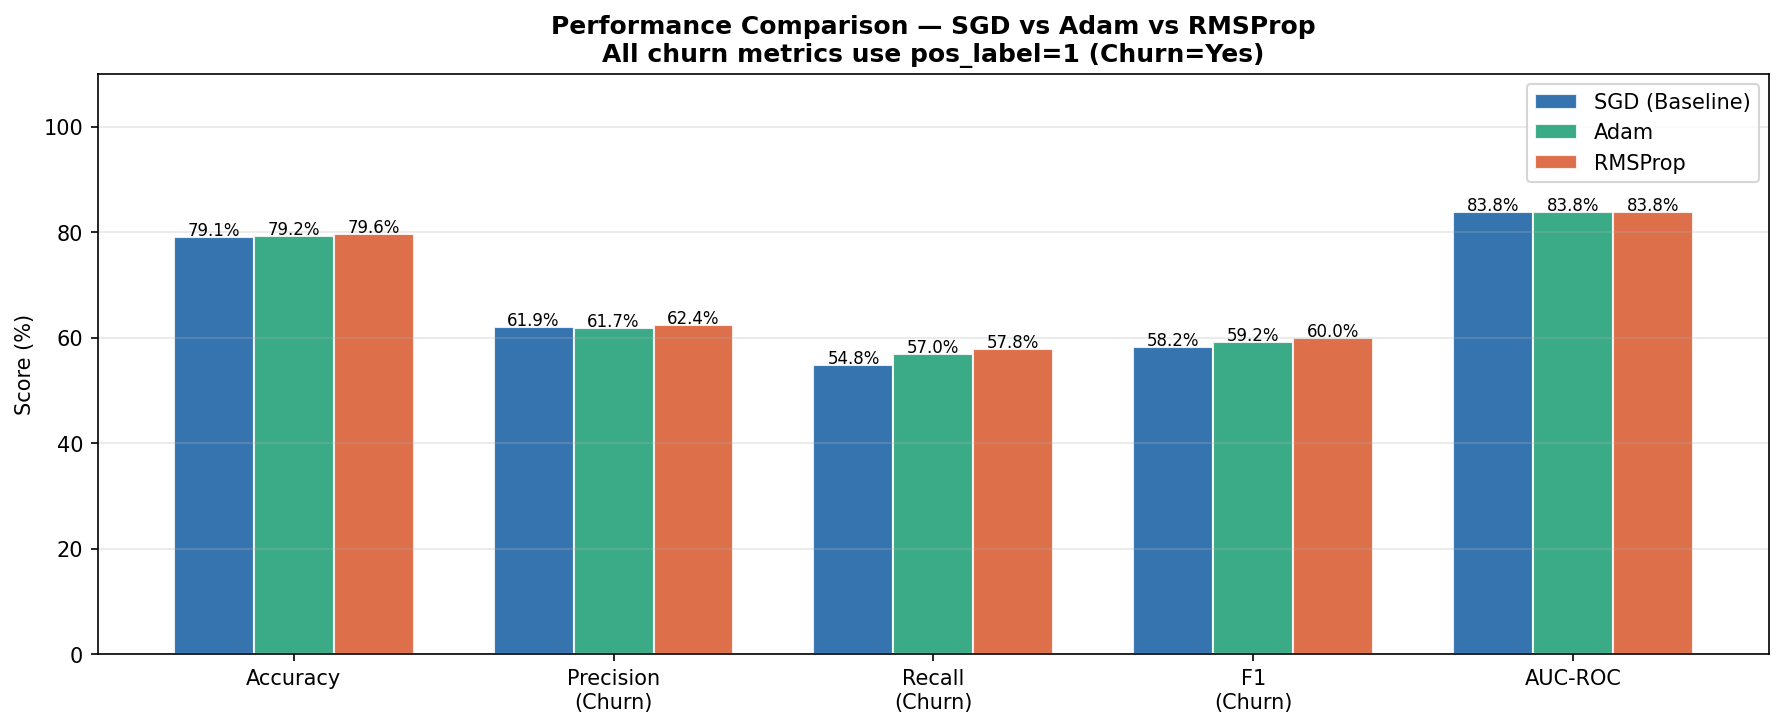 Performance Comparison — SGD vs Adam vs RMSProp
All churn metrics use pos_label=1 (Churn=Yes)
SGD (Baseline)
Adam
RMSProp
Score (%)
100
80
60
40
20
0
79.1% 79.2% 79.6%
61.9% 61.7% 62.4%
54.8% 57.0% 57.8%
58.2% 59.2% 60.0%
83.8% 83.8% 83.8%
Accuracy
Precision
(Churn)
Recall
(Churn)
F1
(Churn)
AUC-ROC